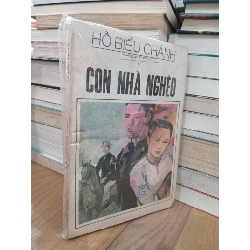 HỒ BIỂU CHÁNH
CON NHÀ NGHÈO